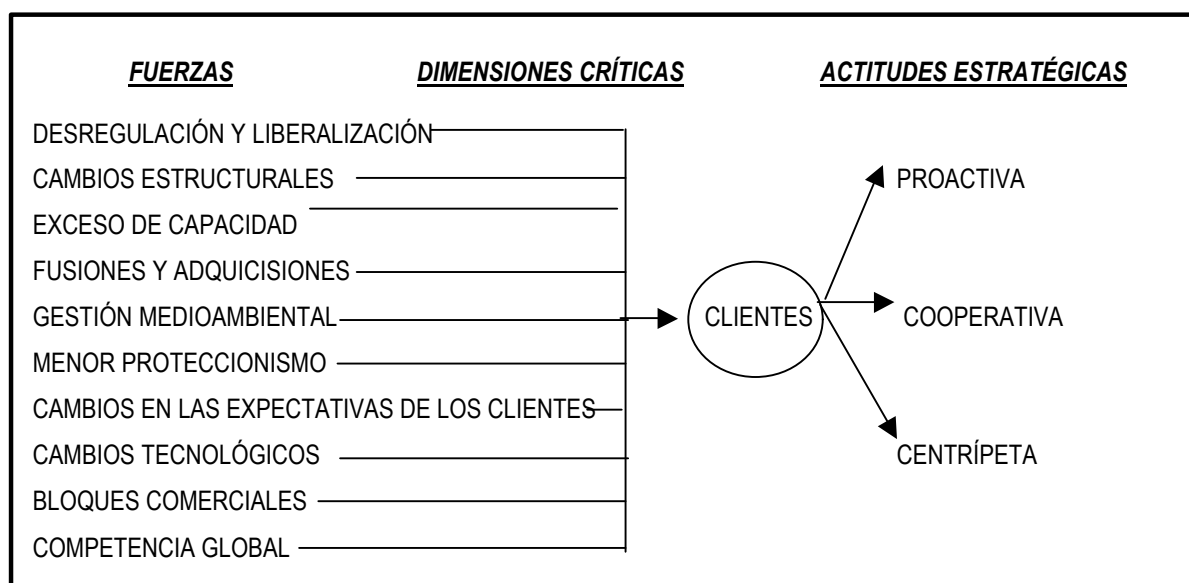 FUERZAS DIMENSIONES CRÍTICAS ACTITUDES ESTRATÉGICAS
DESREGULACIÓN Y LIBERALIZACIÓN
CAMBIOS ESTRUCTURALES
EXCESO DE CAPACIDAD
FUSIONES Y ADQUICISIONES
GESTIÓN MEDIOAMBIENTAL
MENOR PROTECCIONISMO
CAMBIOS EN LAS EXPECTATIVAS DE LOS CLIENTES
CAMBIOS TECNOLÓGICOS
BLOQUES COMERCIALES
COMPETENCIA GLOBAL
CLIENTES
PROACTIVA
COOPERATIVA
CENTRÍPETA